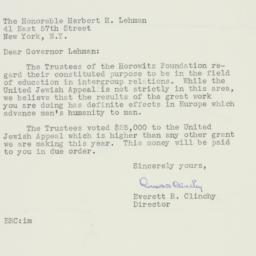 The Honorable Herbert H. Lehman
41 East 57th Street
New York, N.Y.
Dear Governor Lehman:
The Trustees of the Horowitz Foundation re-
gard their constituted purpose to be in the field
of education in intergroup relations. While the
United Jewish Appeal is not strictly in this area,
we believe that the results of the great work
you are doing has definite effects in Europe which
advance men's humanity to man.
The Trustees voted $25,000 to the United
Jewish Appeal which is higher than any other grant
we are making this year. This money will be paid
to you in due order.
Sincerely yours,
Everett R. Clinchy
Director
ERC:im